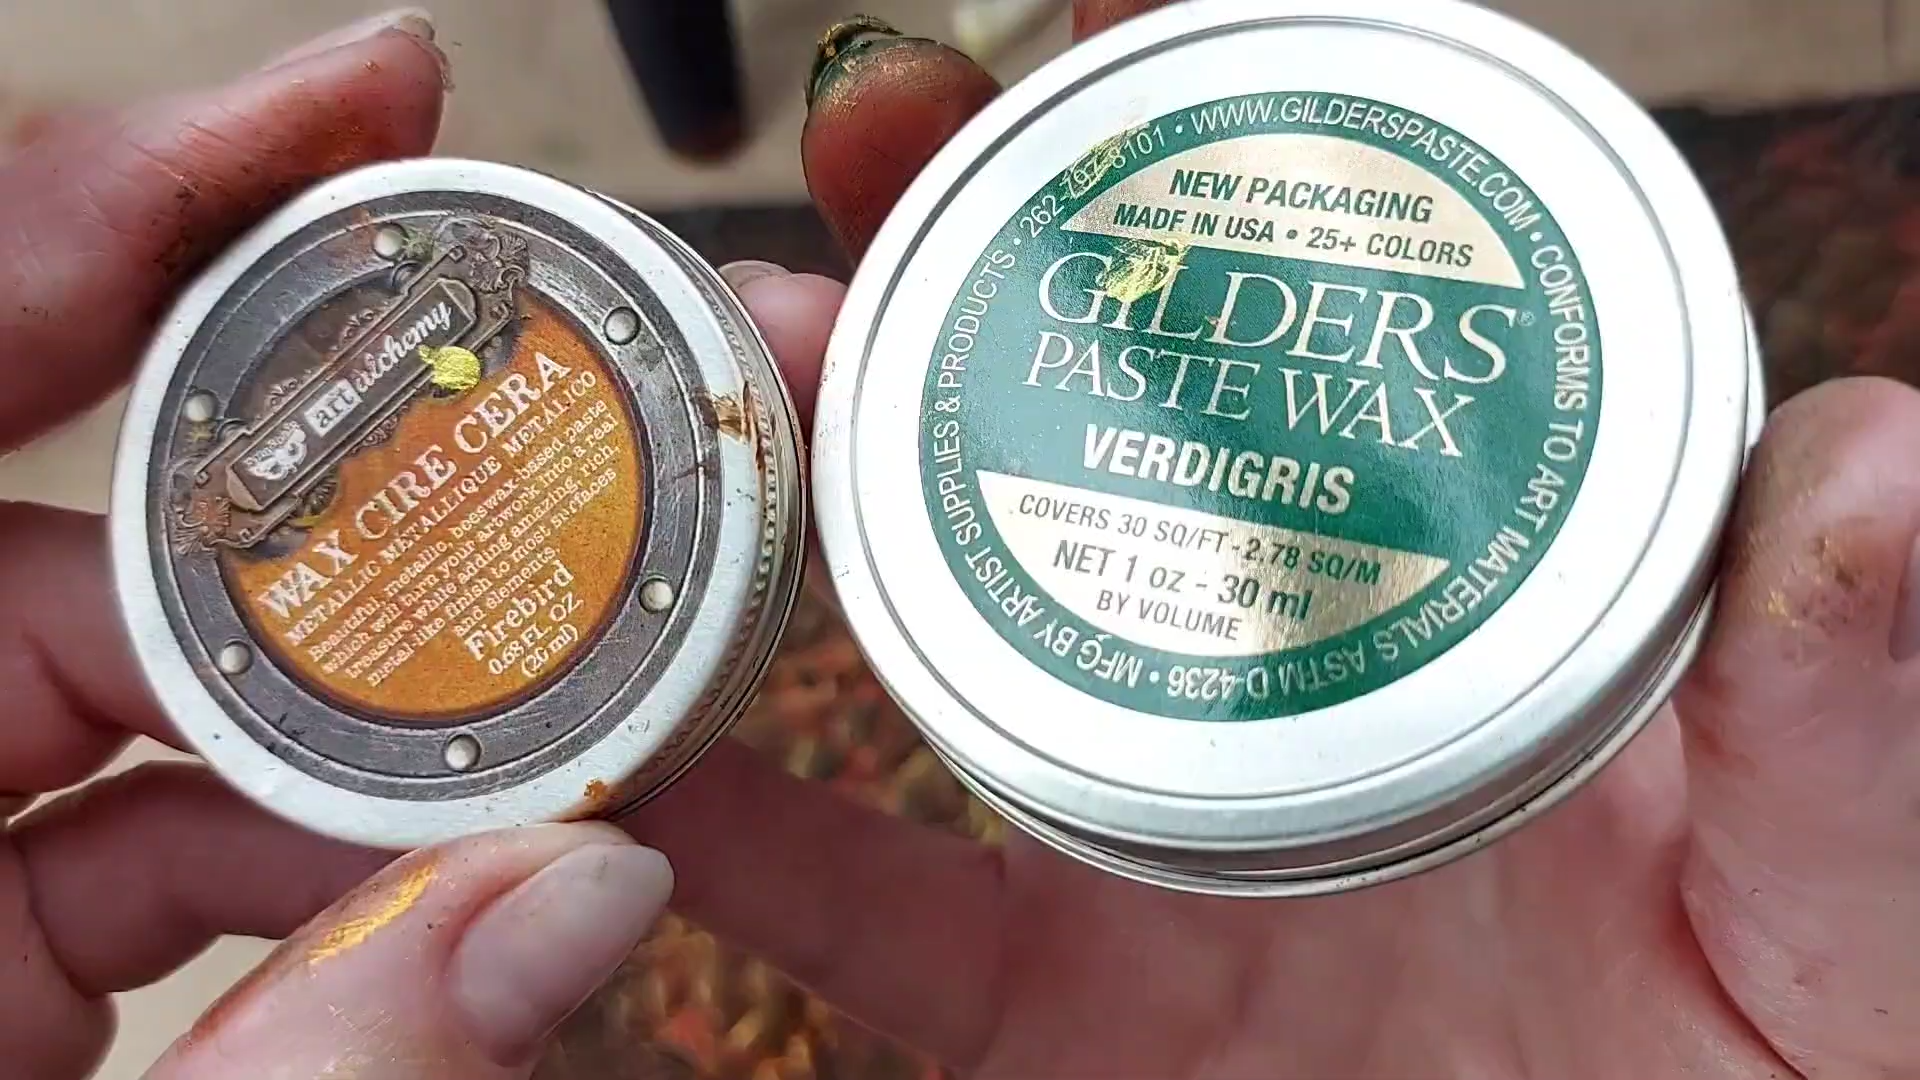 art alchemy
WAX CIRE CERA
METALLIC METALLIQUE METÁLICO
Beautiful, metallic, beeswax-based paste
which will turn your artwork into a real
treasure while adding amazing, rich,
metal-like finish to most surfaces
and elements.
Firebird
0.68 FL OZ
(20 ml)
262-797-8101 • WWW.GILDERSPASTE.COM • CONFORMS TO ART MATERIALS ASTM D-4236 • MFG BY ARTIST SUPPLIES & PRODUCTS •
NEW PACKAGING
MADE IN USA • 25+ COLORS
GILDERS®
PASTE WAX
VERDIGRIS
COVERS 30 SQ/FT - 2.78 SQ/M
NET 1 oz - 30 ml
BY VOLUME